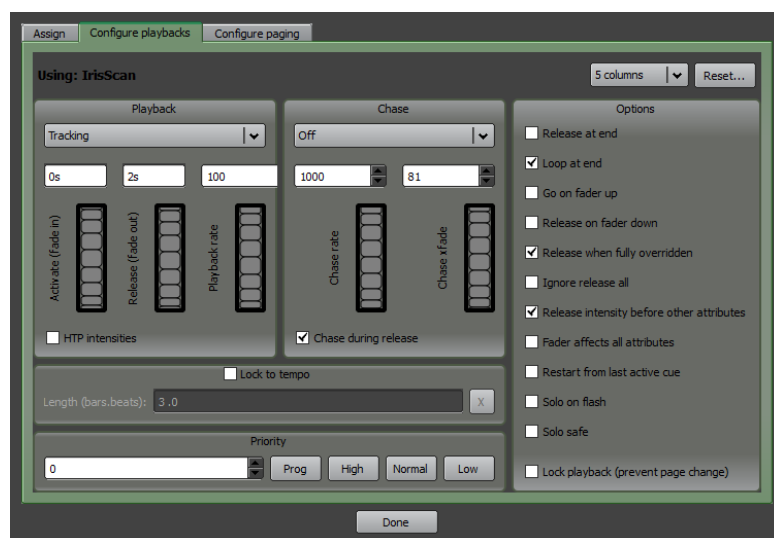 Assign Configure playbacks Configure paging
Using: IrisScan 5 columns Reset...
Playback
Tracking
0s 2s 100
Activate (fade in) Release (fade out) Playback rate
HTP intensities
Chase
Off
1000 81
Chase rate Chase xfade
Chase during release
Lock to tempo
Length (bars.beats): 3.0 X
Priority
0 Prog High Normal Low
Options
Release at end
Loop at end
Go on fader up
Release on fader down
Release when fully overridden
Ignore release all
Release intensity before other attributes
Fader affects all attributes
Restart from last active cue
Solo on flash
Solo safe
Lock playback (prevent page change)
Done